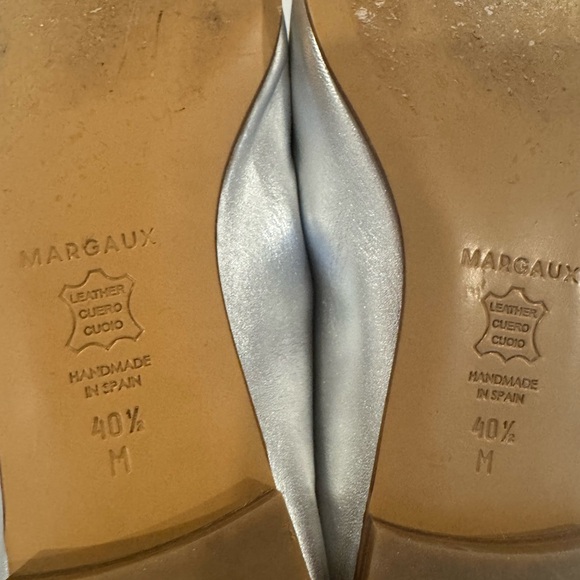 MARGAUX
LEATHER
CUERO
CUOIO
HANDMADE
IN SPAIN
40½
M
MARGAUX
LEATHER
CUERO
CUOIO
HANDMADE
IN SPAIN
40½
M